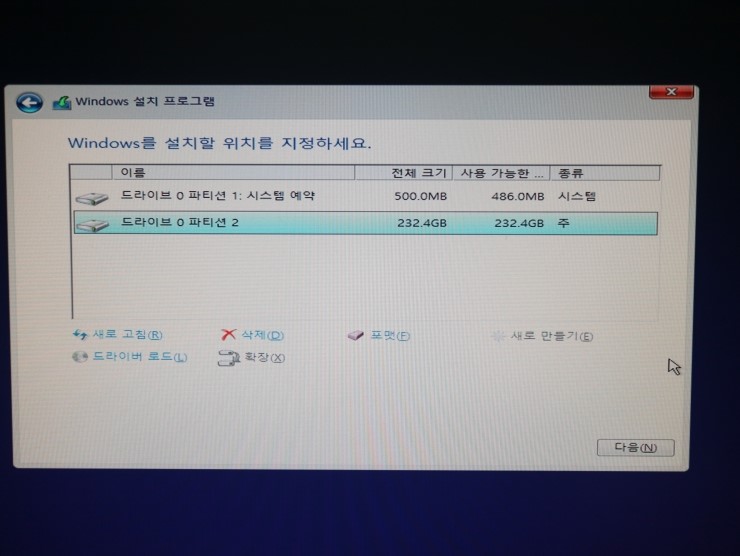 Windows 설치 프로그램
Windows를 설치할 위치를 지정하세요.
이름 전체 크기 사용 가능한 ... 종류
드라이브 0 파티션 1: 시스템 예약 500.0MB 486.0MB 시스템
드라이브 0 파티션 2 232.4GB 232.4GB 주
새로 고침(R) 삭제(D) 포맷(F) 새로 만들기(E)
드라이버 로드(L) 확장(X)
다음(N)